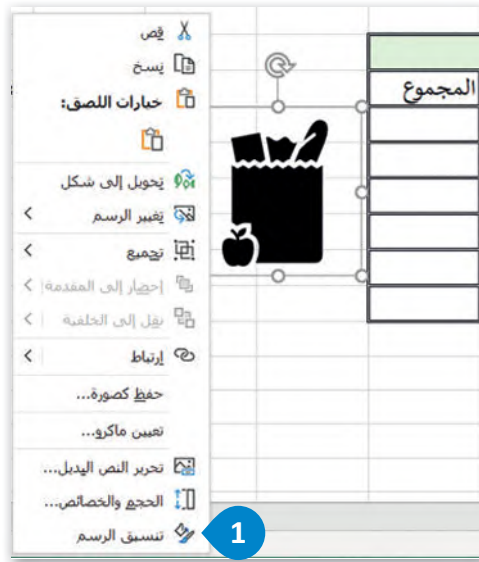 قص
نسخ
خيارات اللصق:
تحويل إلى شكل
تغيير الرسم
تجميع
إحضار إلى المقدمة
نقل إلى الخلفية
إرتباط
حفظ كصورة...
تعيين ماكرو...
تحرير النص البديل...
الحجم والخصائص...
تنسيق الرسم
1
المجموع